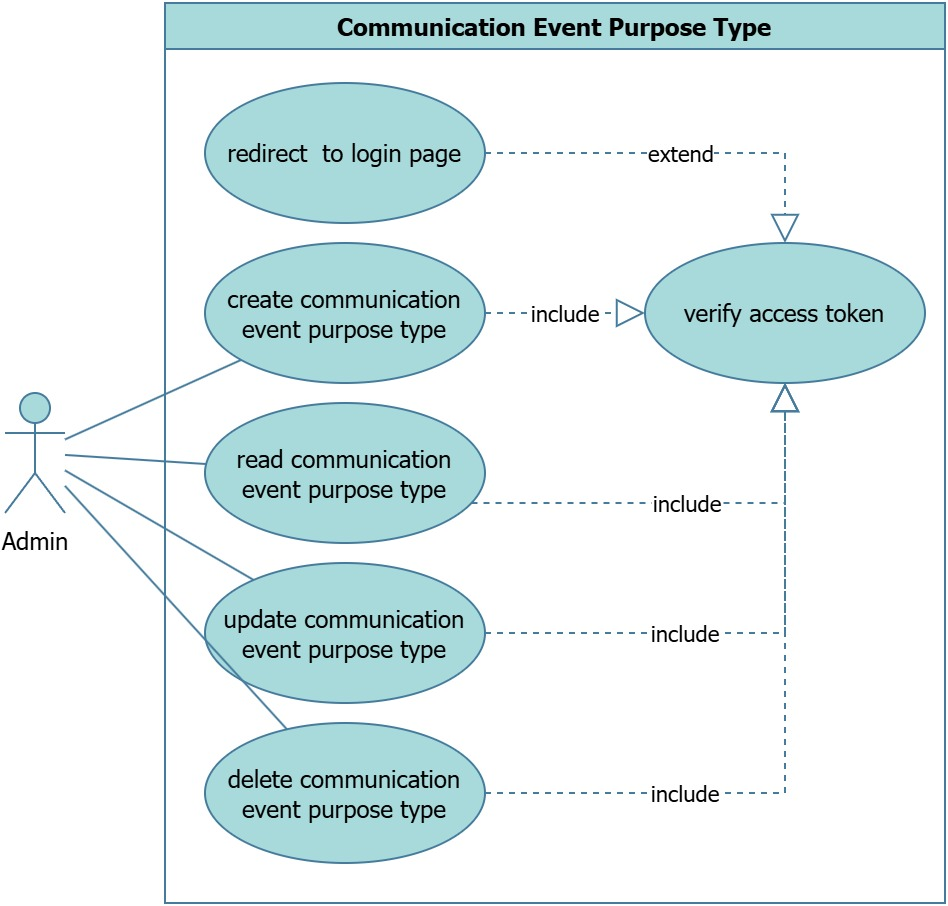 Communication Event Purpose Type
redirect  to login page
extend
create communication
event purpose type
include
verify access token
read communication
event purpose type
include
Admin
update communication
event purpose type
include
delete communication
event purpose type
include